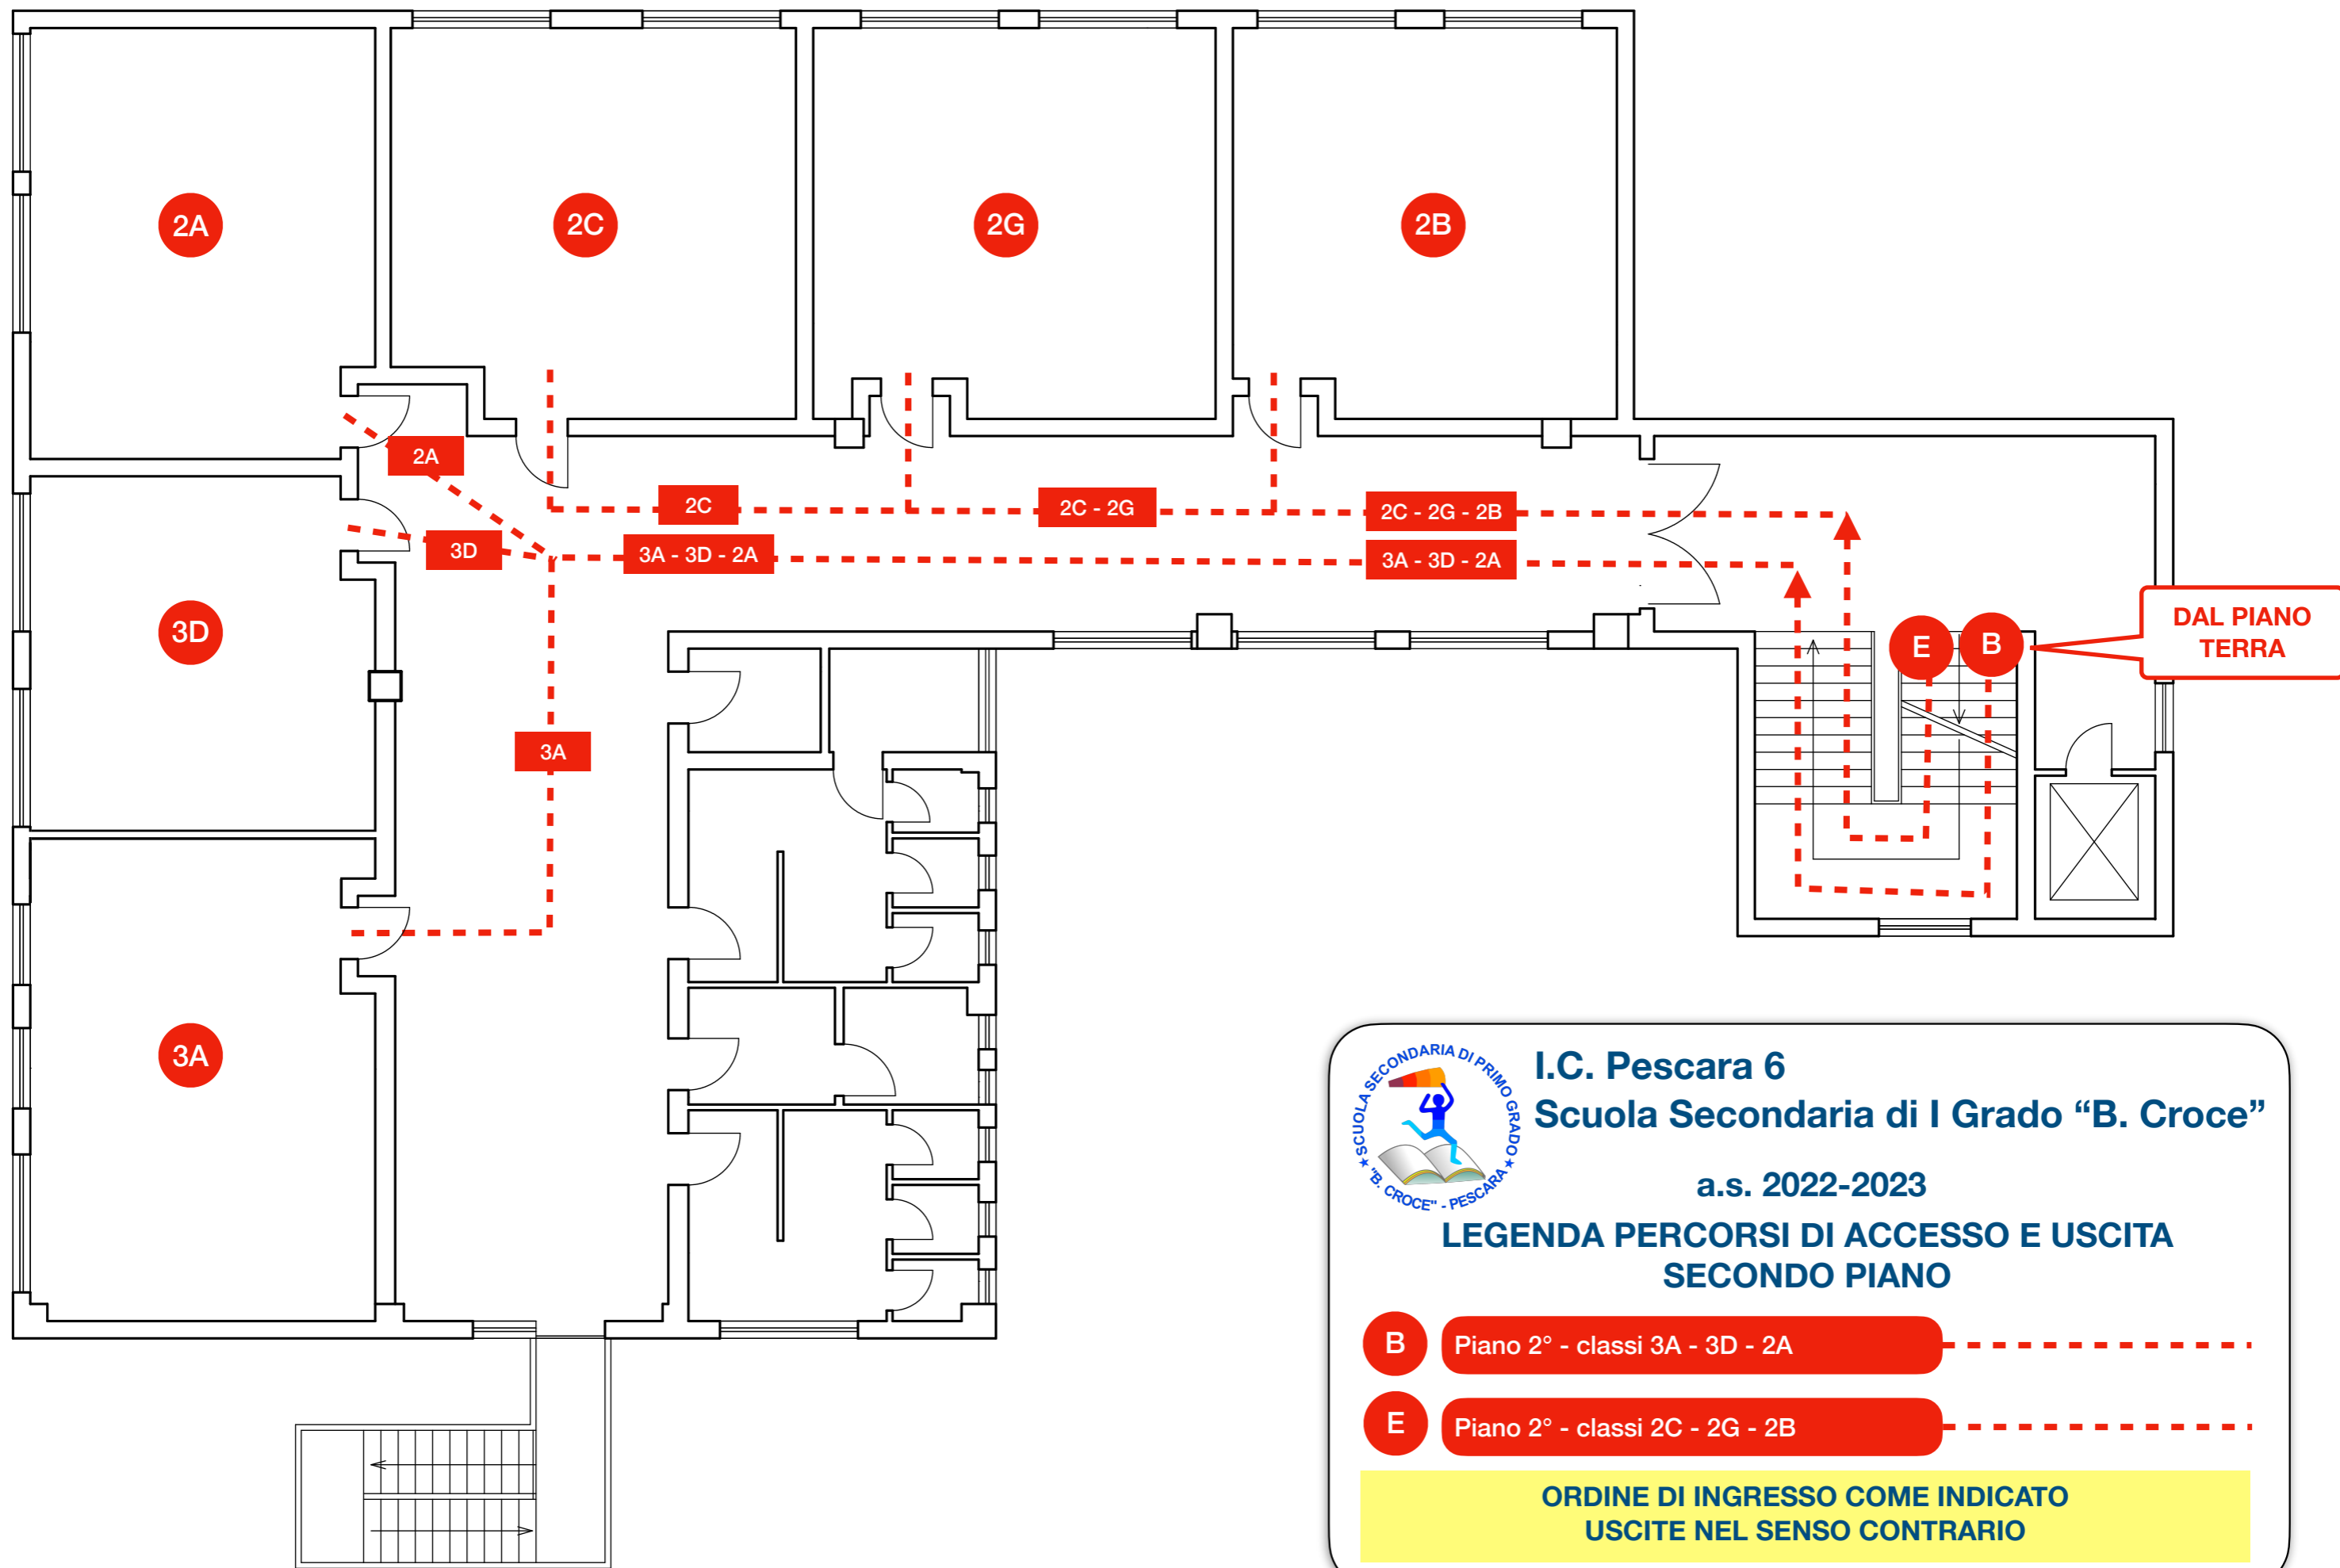 2A
2C
2G
2B
2A
2C
2C - 2G
2C - 2G - 2B
3D
3A - 3D - 2A
3A - 3D - 2A
3D
E
B
DAL PIANO
TERRA
3A
3A
SCUOLA SECONDARIA DI PRIMO GRADO
★ "B. CROCE" - PESCARA ★
I.C. Pescara 6
Scuola Secondaria di I Grado “B. Croce”
a.s. 2022-2023
LEGENDA PERCORSI DI ACCESSO E USCITA
SECONDO PIANO
B
Piano 2° - classi 3A - 3D - 2A
E
Piano 2° - classi 2C - 2G - 2B
ORDINE DI INGRESSO COME INDICATO
USCITE NEL SENSO CONTRARIO